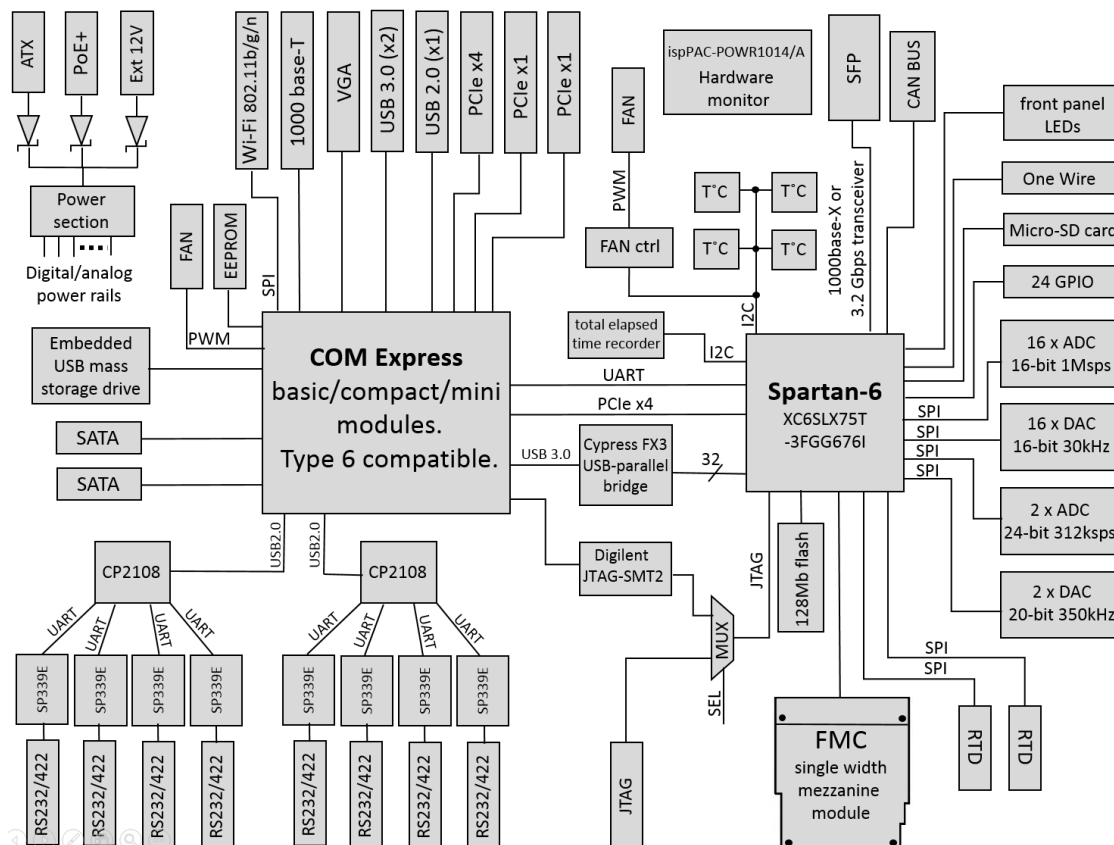 ATX
PoE+
Ext 12V
Wi-Fi 802.11b/g/n
1000 base-T
VGA
USB 3.0 (x2)
USB 2.0 (x1)
PCIe x4
PCIe x1
PCIe x1
FAN
ispPAC-POWR1014/A
Hardware
monitor
SFP
CAN BUS
front panel
LEDs
One Wire
Micro-SD card
24 GPIO
16 x ADC
16-bit 1Msps
16 x DAC
16-bit 30kHz
2 x ADC
24-bit 312ksps
2 x DAC
20-bit 350kHz
Power
section
Digital/analog
power rails
FAN
EEPROM
SPI
PWM
PWM
FAN ctrl
T°C
T°C
T°C
T°C
I2C
1000base-X or
3.2 Gbps transceiver
total elapsed
time recorder
I2C
Embedded
USB mass
storage drive
SATA
SATA
COM Express
basic/compact/mini
modules.
Type 6 compatible.
UART
PCIe x4
USB 3.0
Cypress FX3
USB-parallel
bridge
32
Spartan-6
XC6SLX75T
-3FGG676I
SPI
SPI
SPI
SPI
USB2.0
USB2.0
CP2108
CP2108
UART
UART
UART
UART
UART
UART
UART
UART
SP339E
SP339E
SP339E
SP339E
SP339E
SP339E
SP339E
SP339E
RS232/422
RS232/422
RS232/422
RS232/422
RS232/422
RS232/422
RS232/422
RS232/422
Digilent
JTAG-SMT2
MUX
SEL
JTAG
JTAG
128Mb flash
FMC
single width
mezzanine
module
SPI
SPI
RTD
RTD